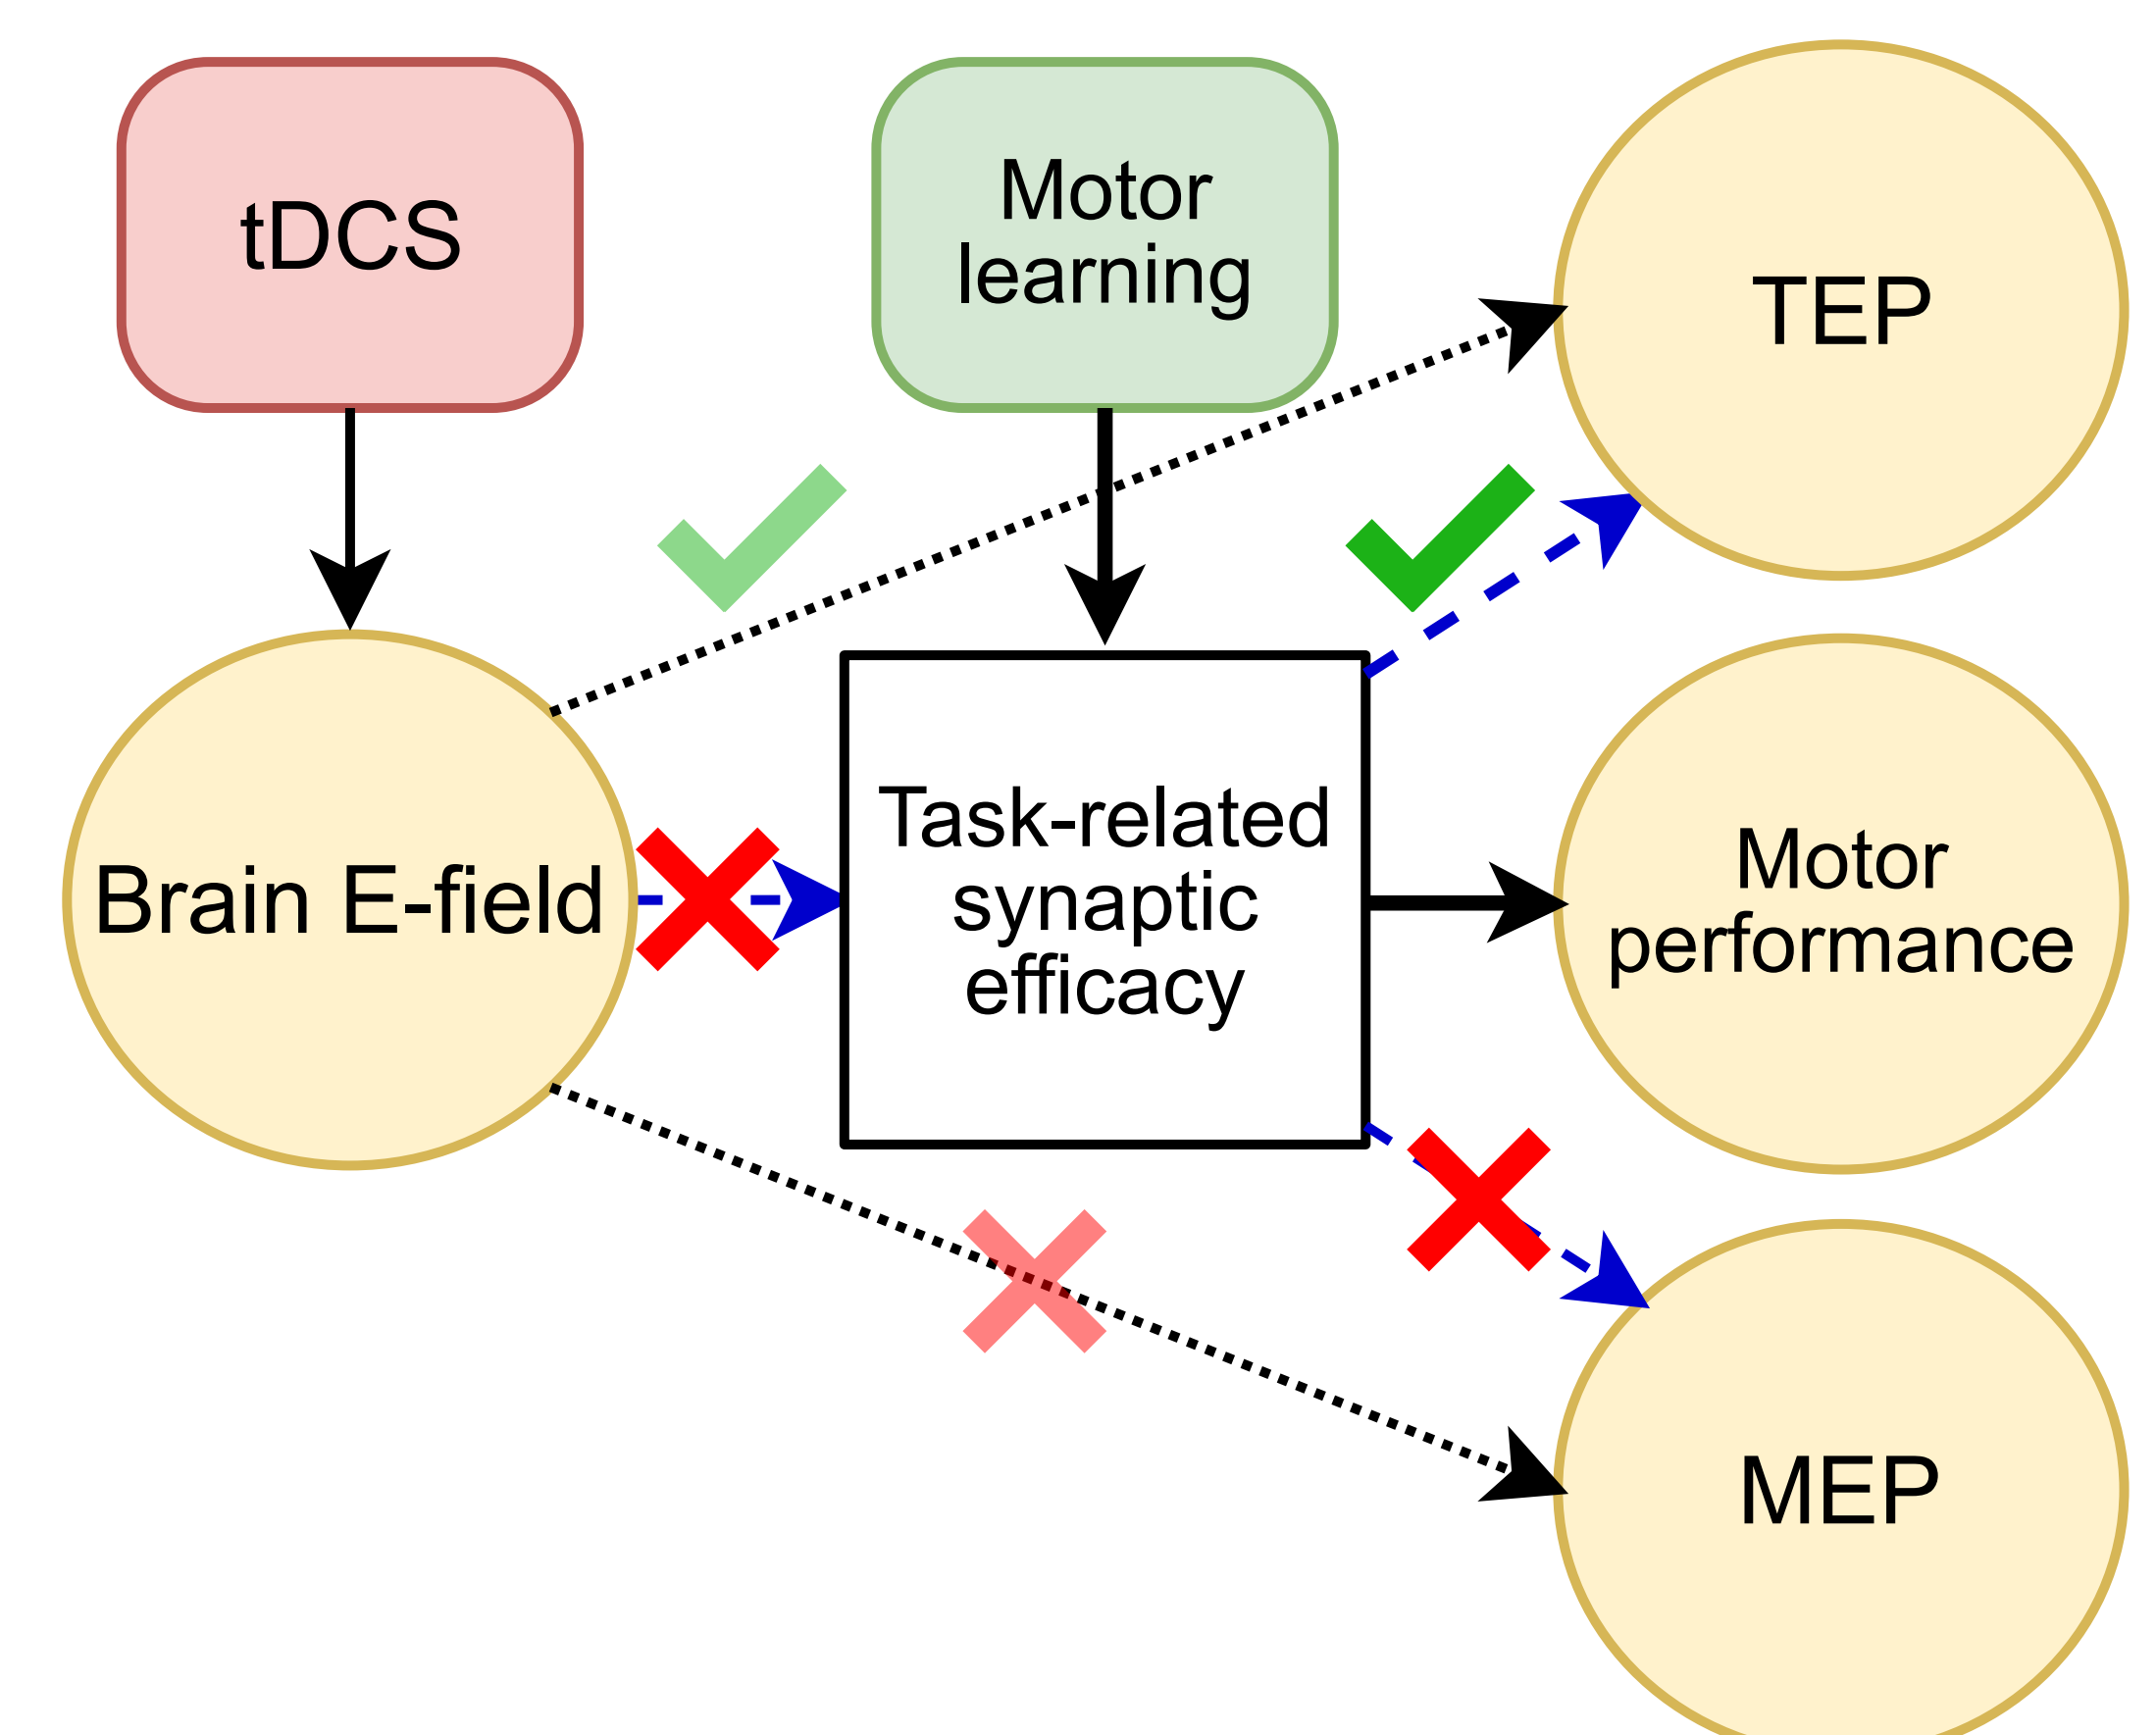 tDCS
Motor
learning
TEP
Brain E-field
Task-related
synaptic
efficacy
Motor
performance
MEP